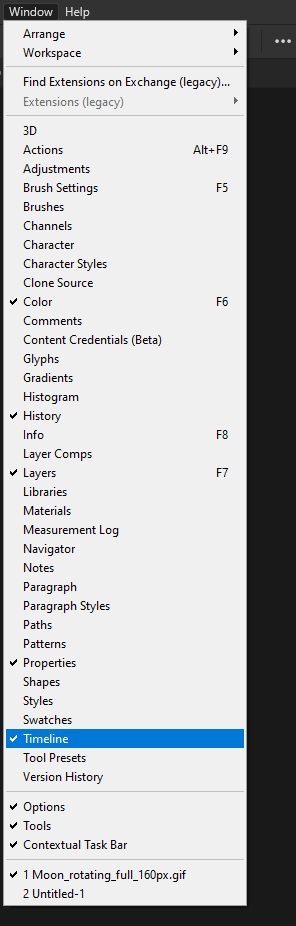 Window Help
Arrange
Workspace
Find Extensions on Exchange (legacy)...
Extensions (legacy)
3D
Actions Alt+F9
Adjustments
Brush Settings F5
Brushes
Channels
Character
Character Styles
Clone Source
Color F6
Comments
Content Credentials (Beta)
Glyphs
Gradients
Histogram
History
Info F8
Layer Comps
Layers F7
Libraries
Materials
Measurement Log
Navigator
Notes
Paragraph
Paragraph Styles
Paths
Patterns
Properties
Shapes
Styles
Swatches
Timeline
Tool Presets
Version History
Options
Tools
Contextual Task Bar
1 Moon_rotating_full_160px.gif
2 Untitled-1